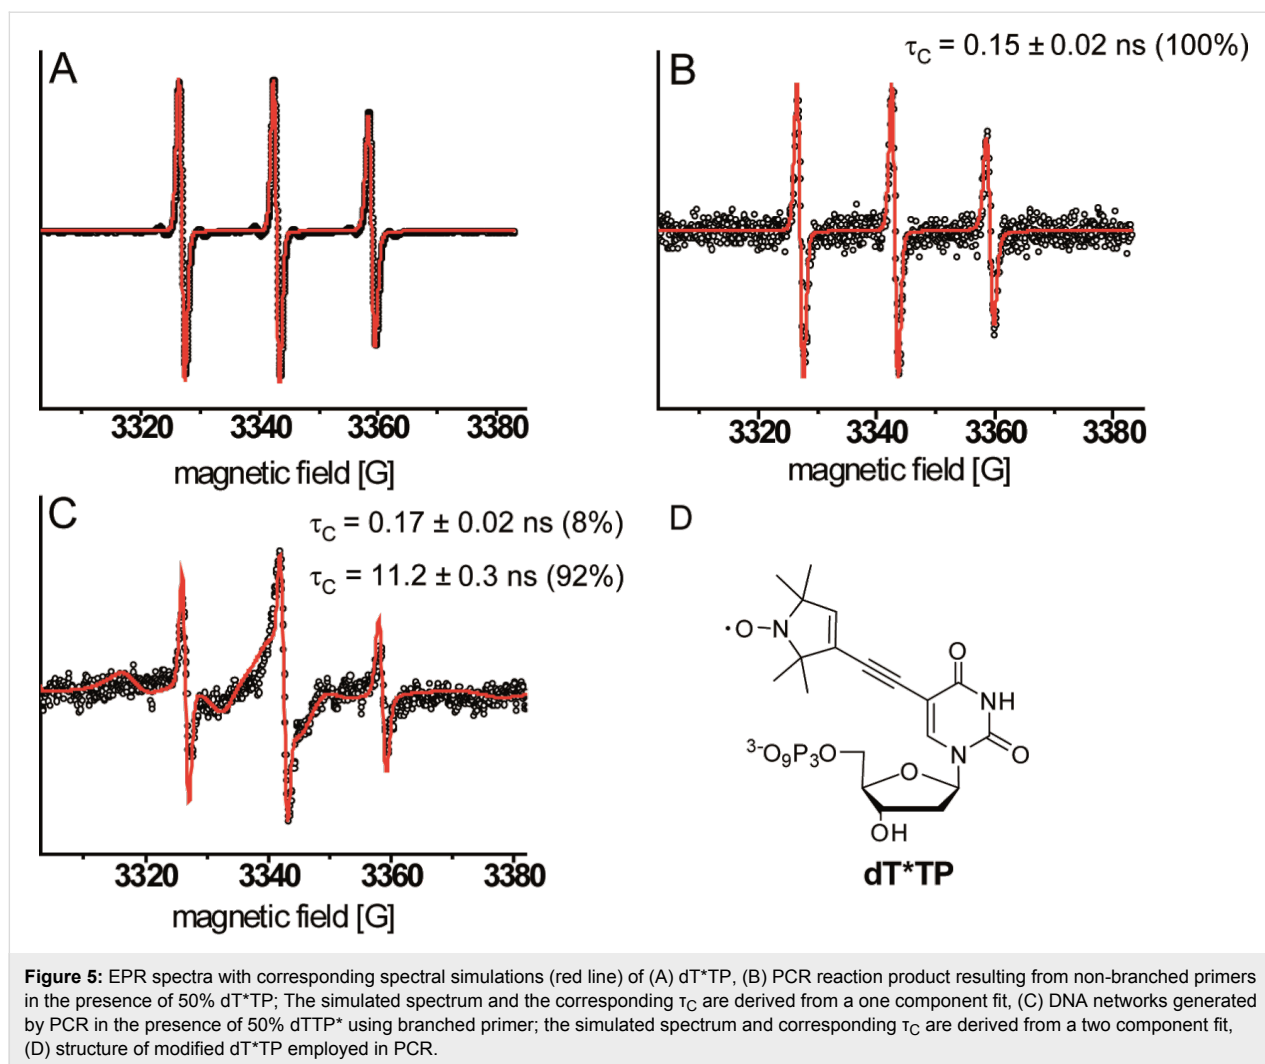 A
3320 3340 3360 3380
magnetic field [G]
B
τC = 0.15 ± 0.02 ns (100%)
3320 3340 3360 3380
magnetic field [G]
C
τC = 0.17 ± 0.02 ns (8%)
τC = 11.2 ± 0.3 ns (92%)
3320 3340 3360 3380
magnetic field [G]
D
·O N
O
NH
N O
3-O9P3O
O
OH
dT*TP
Figure 5: EPR spectra with corresponding spectral simulations (red line) of (A) dT*TP, (B) PCR reaction product resulting from non-branched primers
in the presence of 50% dT*TP; The simulated spectrum and the corresponding τC are derived from a one component fit, (C) DNA networks generated
by PCR in the presence of 50% dTTP* using branched primer; the simulated spectrum and corresponding τC are derived from a two component fit,
(D) structure of modified dT*TP employed in PCR.